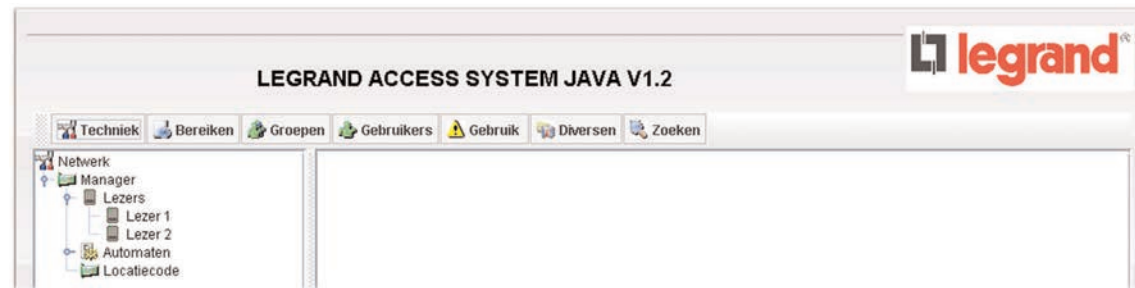 legrand®
LEGRAND ACCESS SYSTEM JAVA V1.2
Techniek Bereiken Groepen Gebruikers Gebruik Diversen Zoeken
Netwerk
Manager
Lezers
Lezer 1
Lezer 2
Automaten
Locatiecode